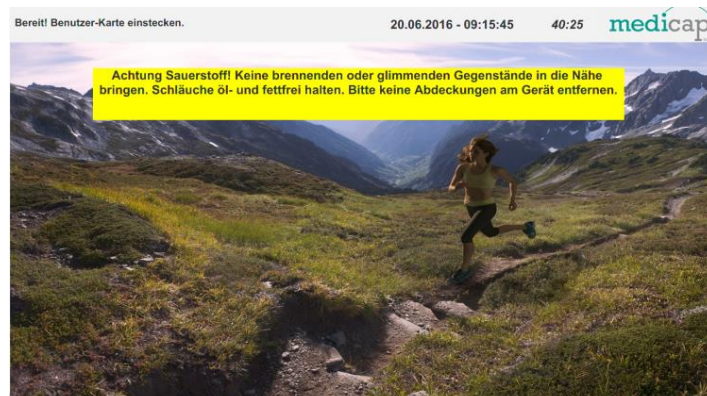 Bereit! Benutzer-Karte einstecken.
20.06.2016 - 09:15:45
40:25
medicap
Achtung Sauerstoff! Keine brennenden oder glimmenden Gegenstände in die Nähe
bringen. Schläuche öl- und fettfrei halten. Bitte keine Abdeckungen am Gerät entfernen.